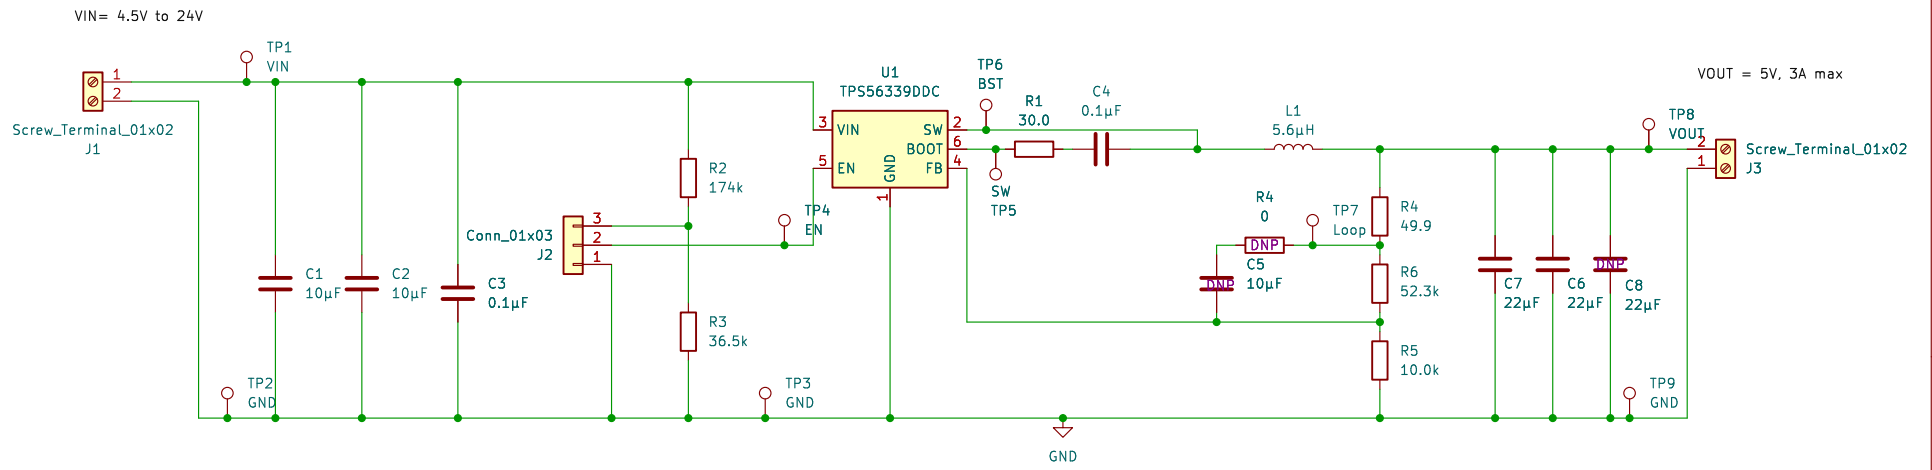 VIN= 4.5V to 24V
TP1
VIN
1
2
Screw_Terminal_01x02
J1
C1
10µF
C2
10µF
C3
0.1µF
TP2
GND
Conn_01x03
J2
3
2
1
R2
174k
R3
36.5k
TP3
GND
TP4
EN
U1
TPS56339DDC
3
VIN
5
EN
GND
1
SW
2
BOOT
6
FB
4
TP6
BST
SW
TP5
R1
30.0
C4
0.1µF
GND
L1
5.6µH
R4
0
DNP
TP7
Loop
C5
10µF
DNP
R4
49.9
R6
52.3k
R5
10.0k
C7
22µF
C6
22µF
DNP
C8
22µF
VOUT = 5V, 3A max
TP8
VOUT
2
1
Screw_Terminal_01x02
J3
TP9
GND